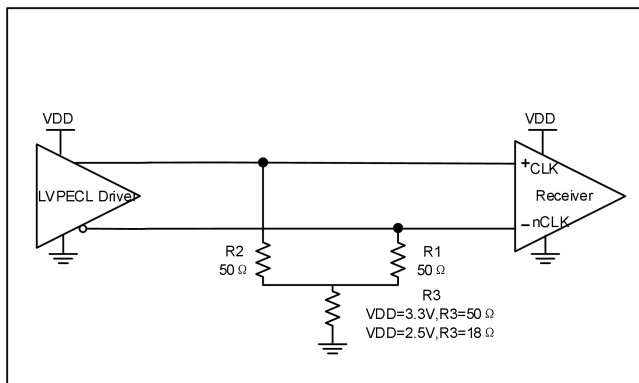 VDD
VDD
LVPECL Driver
+CLK
Receiver
−nCLK
R2
50 Ω
R1
50 Ω
R3
VDD=3.3V,R3=50 Ω
VDD=2.5V,R3=18 Ω